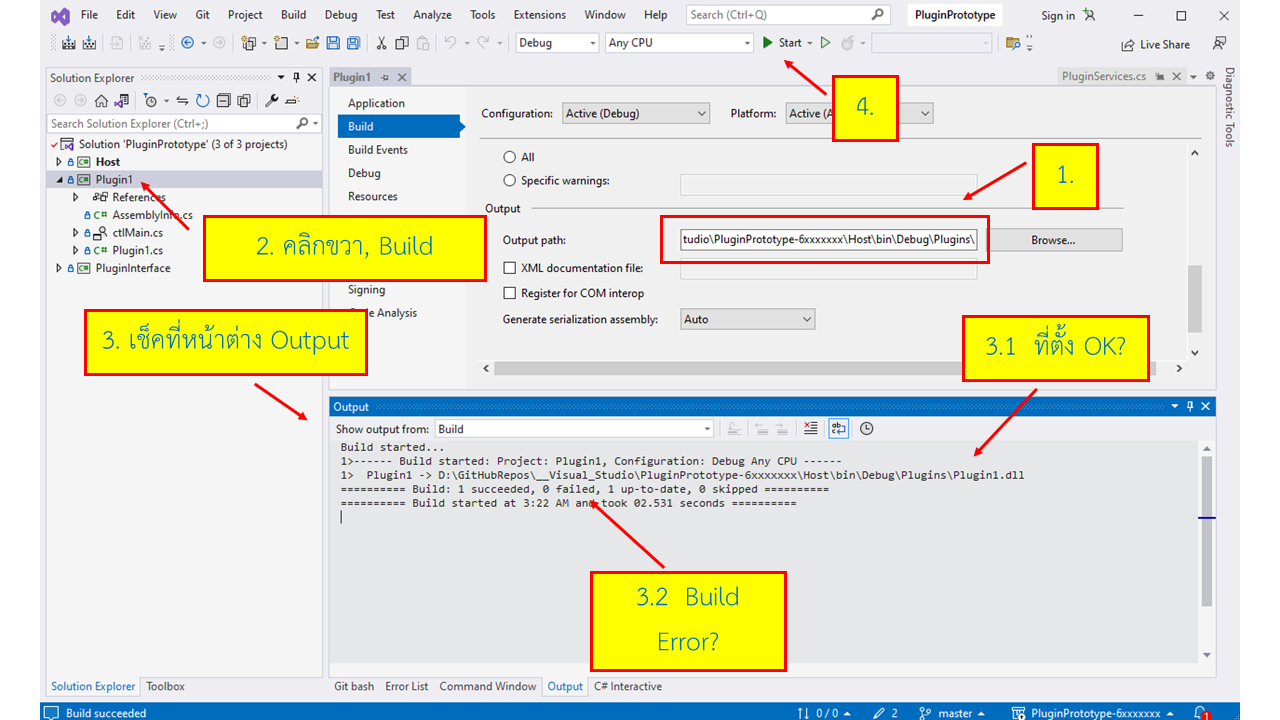 File Edit View Git Project Build Debug Test Analyze Tools Extensions Window Help Search (Ctrl+Q) PluginPrototype Sign in
Debug Any CPU Start Live Share
Solution Explorer
Search Solution Explorer (Ctrl+;)
Solution 'PluginPrototype' (3 of 3 projects)
Host
Plugin1
References
AssemblyInfo.cs
ctlMain.cs
Plugin1.cs
PluginInterface
Plugin1 PluginServices.cs
Diagnostic Tools
Application
Build
Build Events
Debug
Resources
Signing
Code Analysis
Configuration: Active (Debug) Platform: Active (A
All
Specific warnings:
Output
Output path: tudio\PluginPrototype-6xxxxxxx\Host\bin\Debug\Plugins\ Browse...
XML documentation file:
Register for COM interop
Generate serialization assembly: Auto
4.
1.
2. คลิกขวา, Build
3. เช็คที่หน้าต่าง Output
3.1 ที่ตั้ง OK?
Output
Show output from: Build
Build started...
1>------ Build started: Project: Plugin1, Configuration: Debug Any CPU ------
1> Plugin1 -> D:\GitHubRepos\__Visual_Studio\PluginPrototype-6xxxxxxx\Host\bin\Debug\Plugins\Plugin1.dll
========== Build: 1 succeeded, 0 failed, 1 up-to-date, 0 skipped ==========
========== Build started at 3:22 AM and took 02.531 seconds ==========
3.2 Build
Error?
Solution Explorer Toolbox
Git bash Error List Command Window Output C# Interactive
Build succeeded 0 / 0 2 master PluginPrototype-6xxxxxxx 1